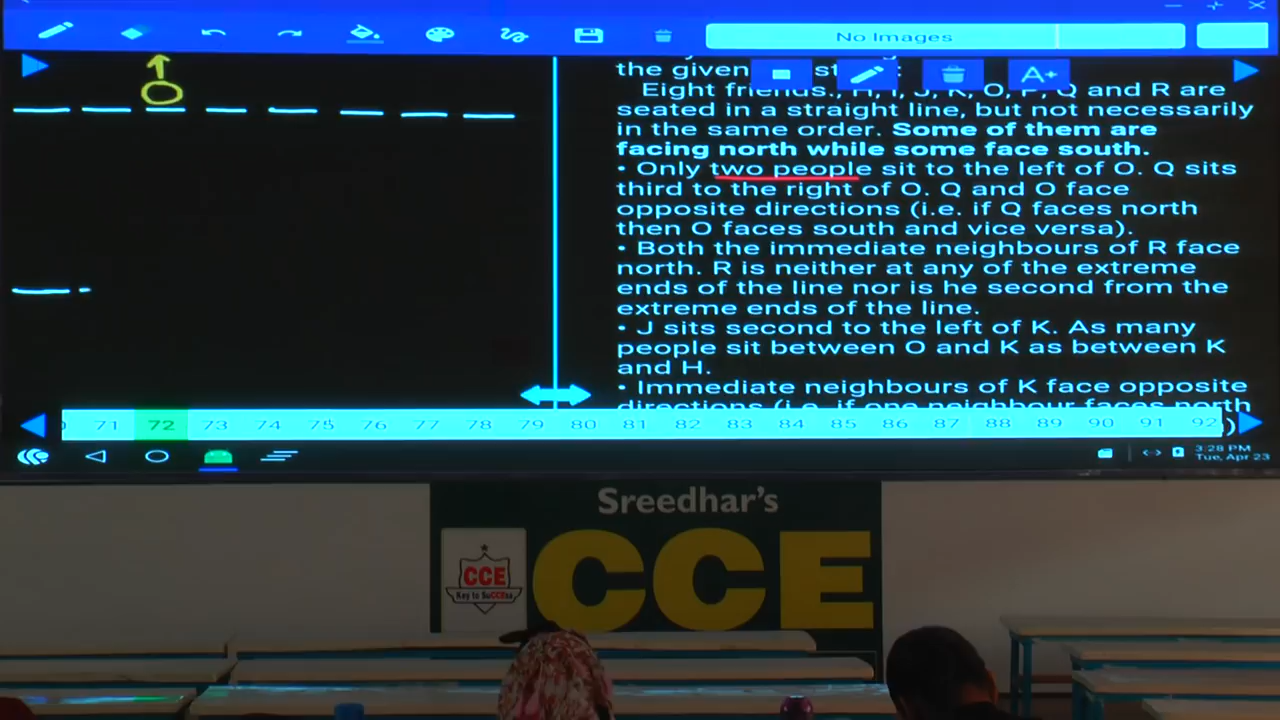 No Images
the given
A+
Eight friends., H, I, J, K, O, P, Q and R are
seated in a straight line, but not necessarily
in the same order. Some of them are
facing north while some face south.
• Only two people sit to the left of O. Q sits
third to the right of O. Q and O face
opposite directions (i.e. if Q faces north
then O faces south and vice versa).
• Both the immediate neighbours of R face
north. R is neither at any of the extreme
ends of the line nor is he second from the
extreme ends of the line.
• J sits second to the left of K. As many
people sit between O and K as between K
and H.
• Immediate neighbours of K face opposite
directions (i.e. if one neighbour faces north
O
71 72 73 74 75 76 77 78 79 80 81 82 83 84 85 86 87 88 89 90 91 92
3:28 PM
Tue, Apr 23
Sreedhar's
CCE
CCE
Key to SuCCEss